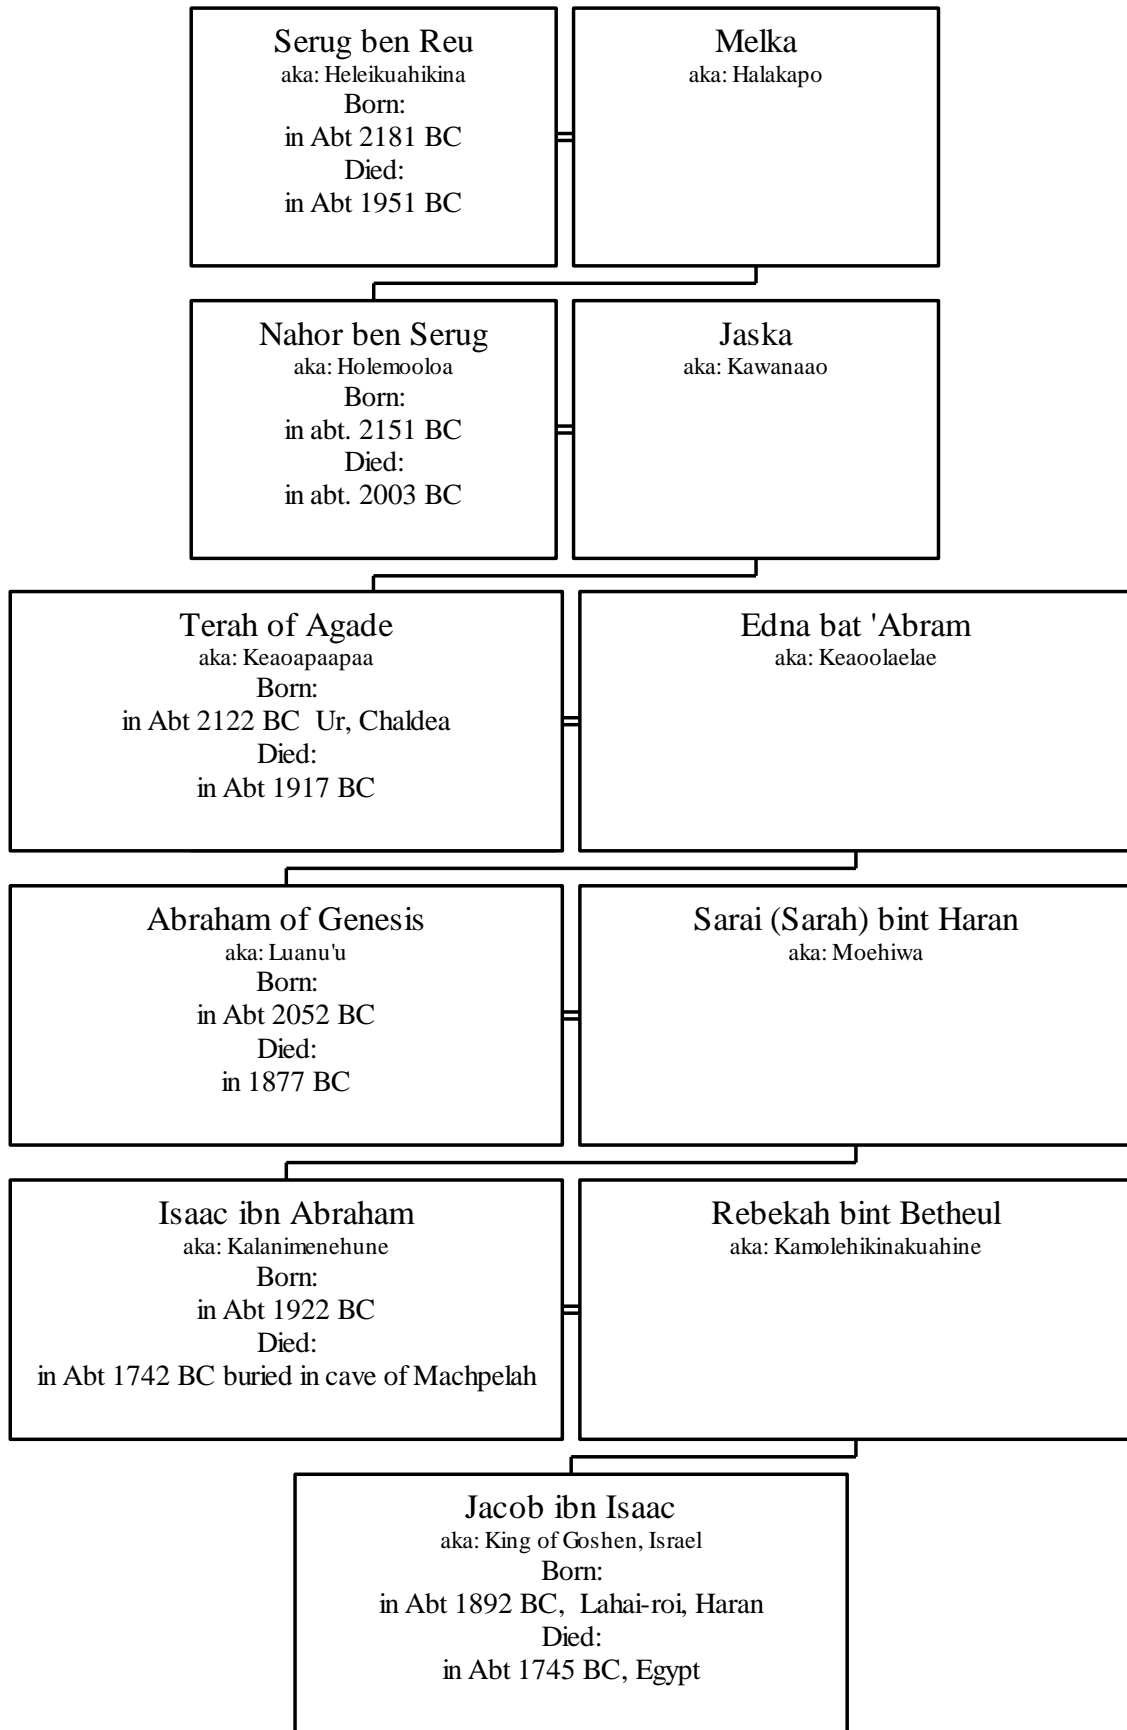 Serug ben Reu
aka: Heleikuahikina
Born:
in Abt 2181 BC
Died:
in Abt 1951 BC
Melka
aka: Halakapo
Nahor ben Serug
aka: Holemooloa
Born:
in abt. 2151 BC
Died:
in abt. 2003 BC
Jaska
aka: Kawanaao
Terah of Agade
aka: Keaoapaapaa
Born:
in Abt 2122 BC  Ur, Chaldea
Died:
in Abt 1917 BC
Edna bat 'Abram
aka: Keaoolaelae
Abraham of Genesis
aka: Luanu'u
Born:
in Abt 2052 BC
Died:
in 1877 BC
Sarai (Sarah) bint Haran
aka: Moehiwa
Isaac ibn Abraham
aka: Kalanimenehune
Born:
in Abt 1922 BC
Died:
in Abt 1742 BC buried in cave of Machpelah
Rebekah bint Betheul
aka: Kamolehikinakuahine
Jacob ibn Isaac
aka: King of Goshen, Israel
Born:
in Abt 1892 BC,  Lahai-roi, Haran
Died:
in Abt 1745 BC, Egypt